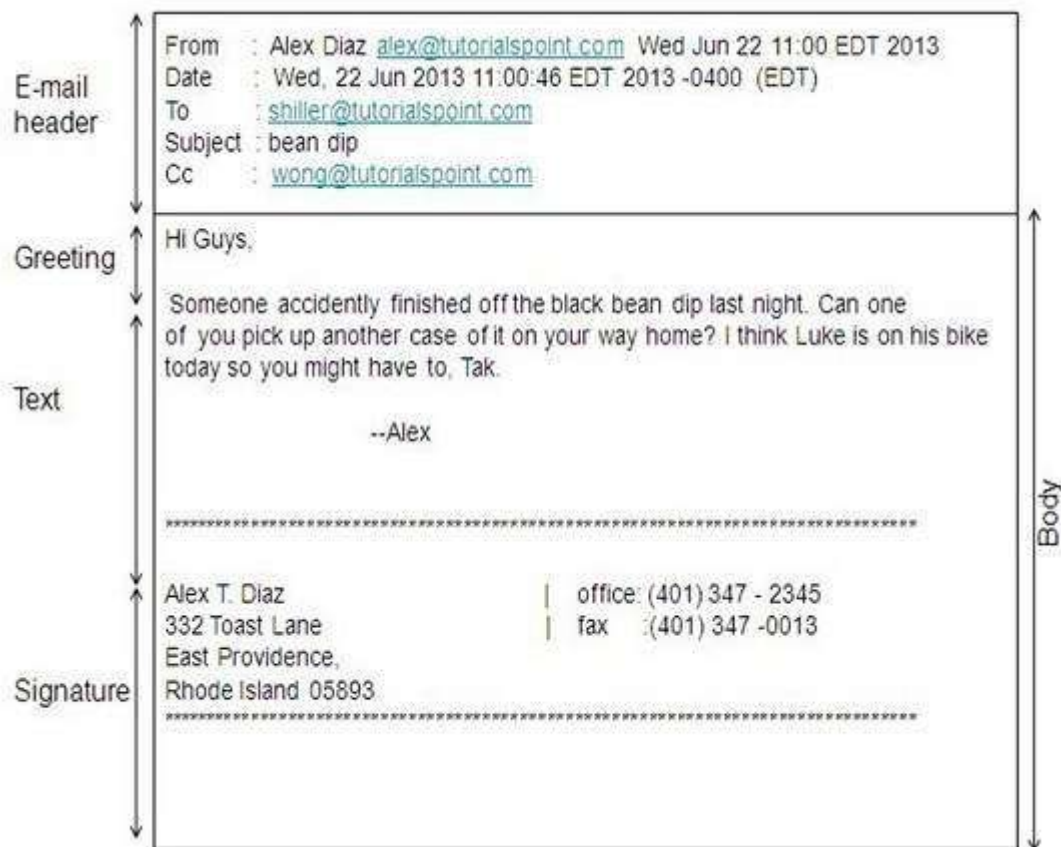 E-mail
header
From : Alex Diaz alex@tutorialspoint.com Wed Jun 22 11:00 EDT 2013
Date : Wed, 22 Jun 2013 11:00:46 EDT 2013 -0400 (EDT)
To : shiller@tutorialspoint.com
Subject : bean dip
Cc : wong@tutorialspoint.com
Greeting
Hi Guys,
Text
Someone accidently finished off the black bean dip last night. Can one
of you pick up another case of it on your way home? I think Luke is on his bike
today so you might have to, Tak.
--Alex
Body
Signature
Alex T. Diaz | office: (401) 347 - 2345
332 Toast Lane | fax :(401) 347 -0013
East Providence,
Rhode Island 05893